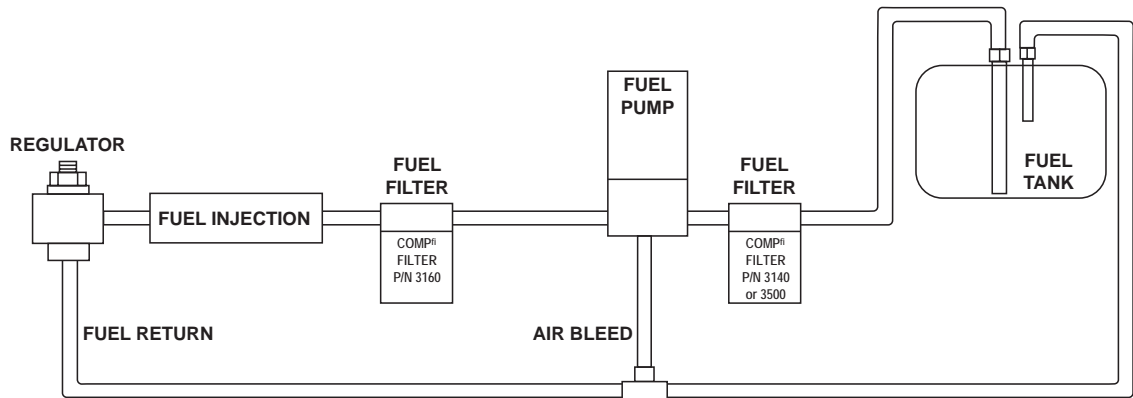 REGULATOR
FUEL INJECTION
FUEL
FILTER
COMPfi
FILTER
P/N 3160
FUEL
PUMP
FUEL
FILTER
COMPfi
FILTER
P/N 3140
or 3500
FUEL
TANK
FUEL RETURN
AIR BLEED